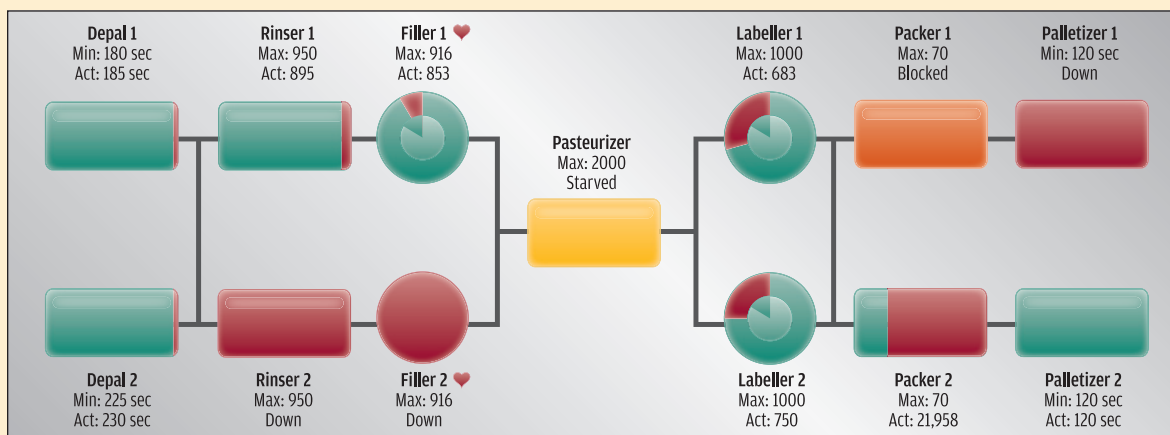 Depal 1
Min: 180 sec
Act: 185 sec
Rinser 1
Max: 950
Act: 895
Filler 1
Max: 916
Act: 853
Pasteurizer
Max: 2000
Starved
Labeller 1
Max: 1000
Act: 683
Packer 1
Max: 70
Blocked
Palletizer 1
Min: 120 sec
Down
Depal 2
Min: 225 sec
Act: 230 sec
Rinser 2
Max: 950
Down
Filler 2
Max: 916
Down
Labeller 2
Max: 1000
Act: 750
Packer 2
Max: 70
Act: 21,958
Palletizer 2
Min: 120 sec
Act: 120 sec